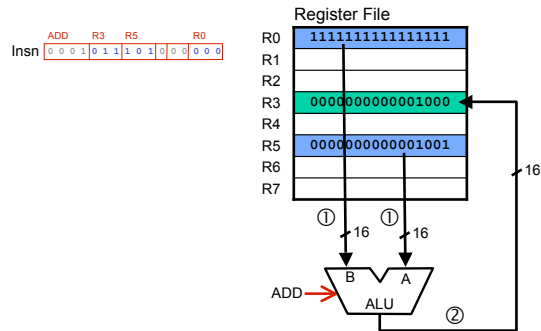 Register File
ADD R3 R5 R0
Insn 0 0 0 1 0 1 1 1 0 1 0 0 0 0 0 0
R0 1111111111111111
R1
R2
R3 0000000000001000
R4
R5 0000000000001001
R6
R7
16
① ①
16 16
B A
ADD
ALU
②